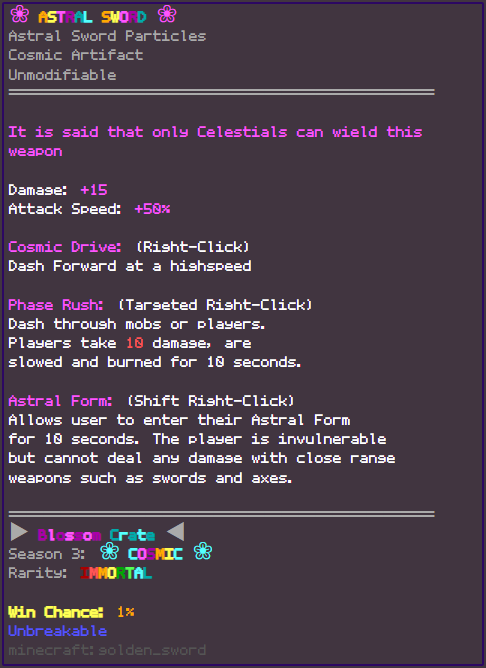 ❀ ASTRAL SWORD ❀
Astral Sword Particles
Cosmic Artifact
Unmodifiable
It is said that only Celestials can wield this
weapon
Damage: +15
Attack Speed: +50%
Cosmic Drive: (Right-Click)
Dash Forward at a highspeed
Phase Rush: (Targeted Right-Click)
Dash through mobs or players.
Players take 10 damage, are
slowed and burned for 10 seconds.
Astral Form: (Shift Right-Click)
Allows user to enter their Astral Form
for 10 seconds. The player is invulnerable
but cannot deal any damage with close range
weapons such as swords and axes.
▶ Blossom Crate ◀
Season 3: ❀ COSMIC ❀
Rarity: IMMORTAL
Win Chance: 1%
Unbreakable
minecraft:golden_sword